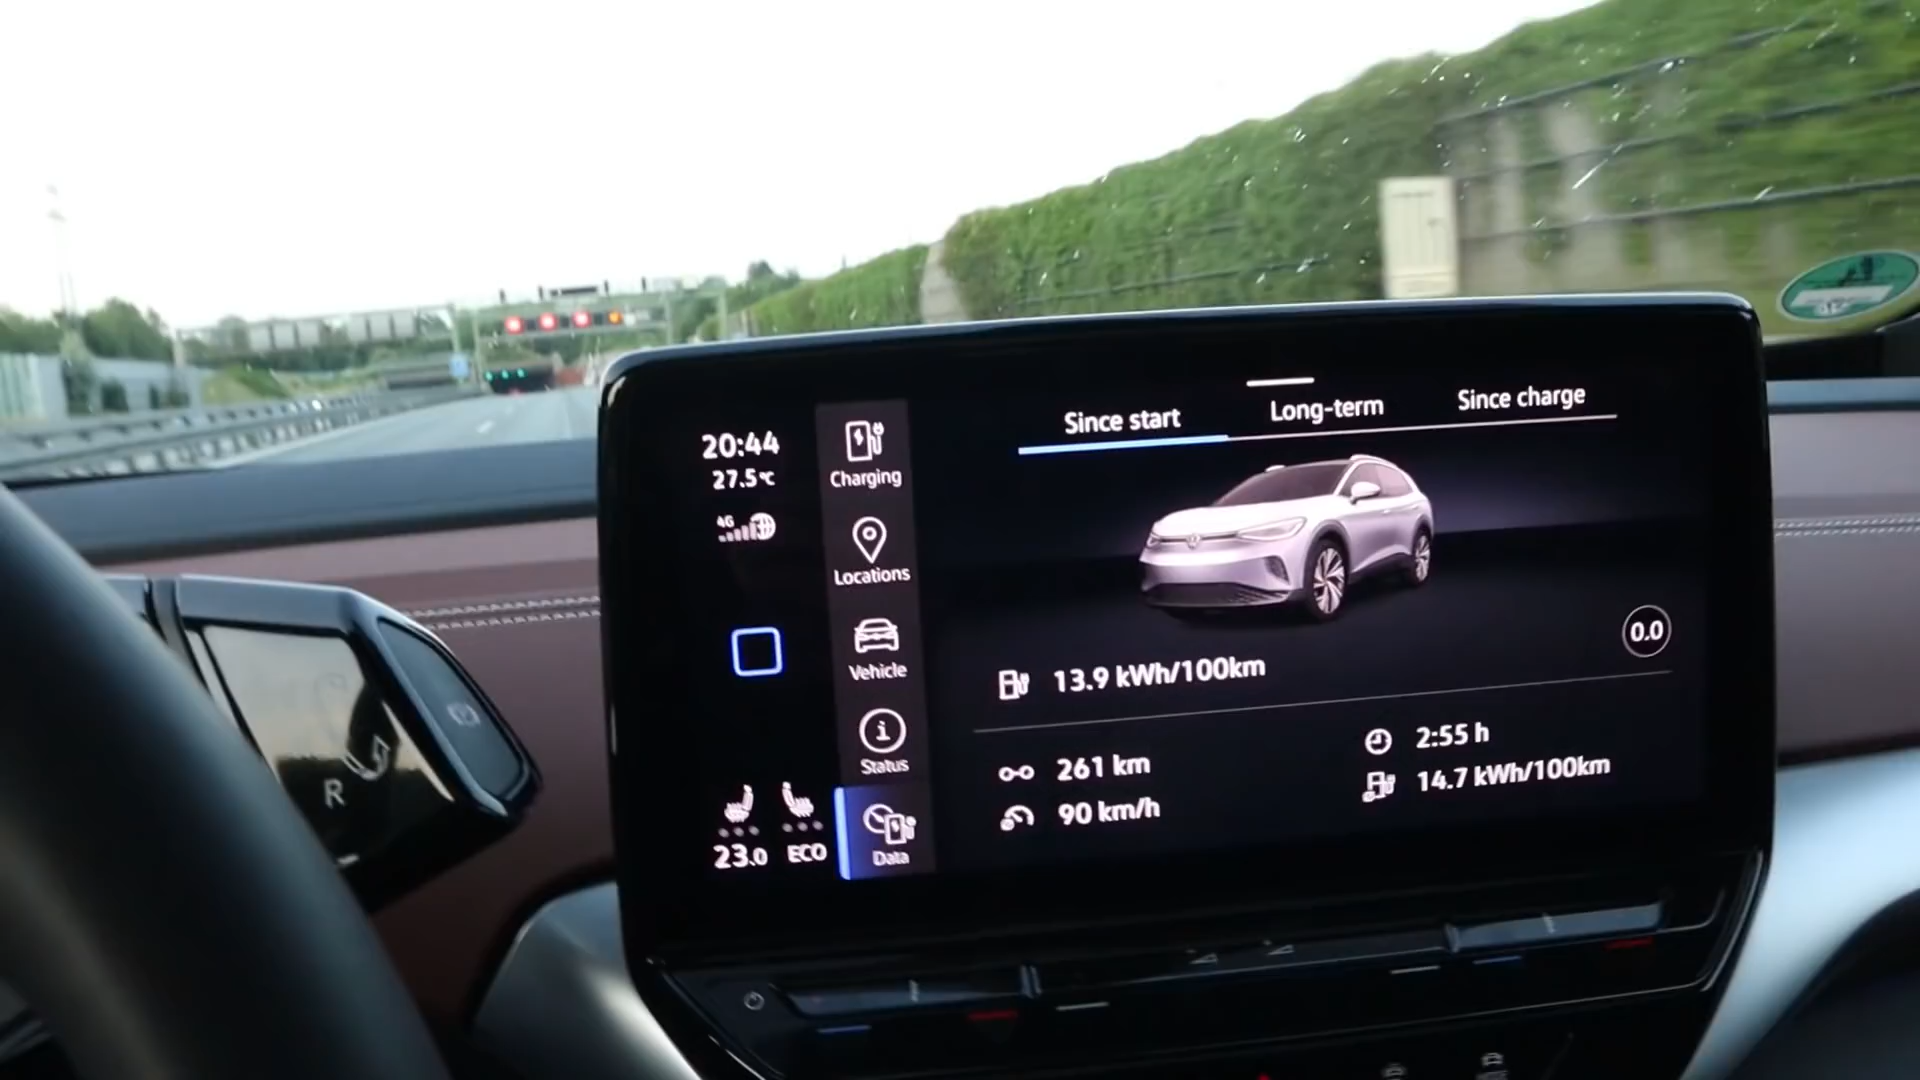 Since start
Long-term
Since charge
20:44
27.5°C
4G
Charging
Locations
Vehicle
Status
Data
23.0
ECO
13.9 kWh/100km
0.0
261 km
2:55 h
90 km/h
14.7 kWh/100km
R